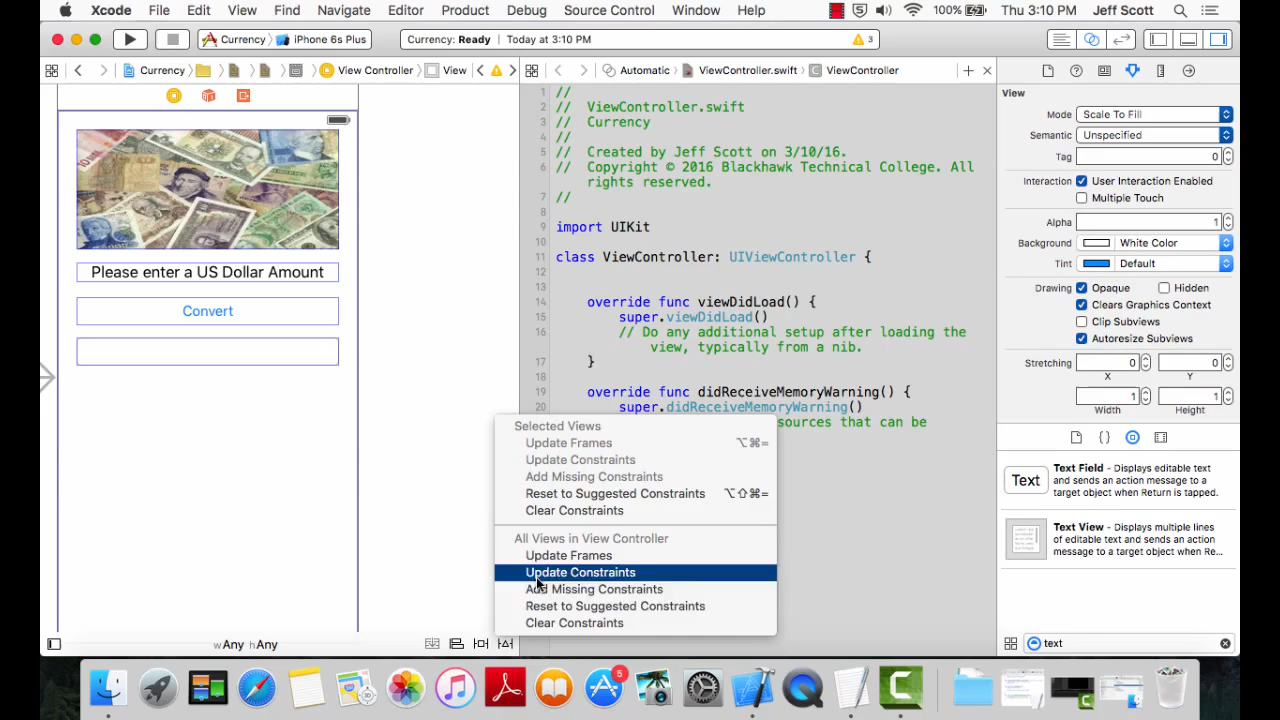 Xcode File Edit View Find Navigate Editor Product Debug Source Control Window Help 5 100% Thu 3:10 PM Jeff Scott
Currency iPhone 6s Plus Currency: Ready Today at 3:10 PM 3
Currency View Controller View Automatic ViewController.swift ViewController
View
Mode Scale To Fill
Semantic Unspecified
Tag 0
Interaction User Interaction Enabled
Multiple Touch
Alpha 1
Background White Color
Tint Default
Drawing Opaque Hidden
Clears Graphics Context
Clip Subviews
Autoresize Subviews
Stretching 0 0
X Y
1 1
Width Height
Please enter a US Dollar Amount
Convert
1 //
2 // ViewController.swift
3 // Currency
4 //
5 // Created by Jeff Scott on 3/10/16.
6 // Copyright © 2016 Blackhawk Technical College. All
rights reserved.
7 //
8
9 import UIKit
10
11 class ViewController: UIViewController {
12
13
14 override func viewDidLoad() {
15 super.viewDidLoad()
16 // Do any additional setup after loading the
view, typically from a nib.
17 }
18
19 override func didReceiveMemoryWarning() {
20 super.didReceiveMemoryWarning()
sources that can be
Selected Views
Update Frames ⌥⌘=
Update Constraints
Add Missing Constraints
Reset to Suggested Constraints ⌥⇧⌘=
Clear Constraints
All Views in View Controller
Update Frames
Update Constraints
Add Missing Constraints
Reset to Suggested Constraints
Clear Constraints
Text
Text Field - Displays editable text
and sends an action message to a
target object when Return is tapped.
Text View - Displays multiple lines
of editable text and sends an action
message to a target object when Re...
wAny hAny
text
5